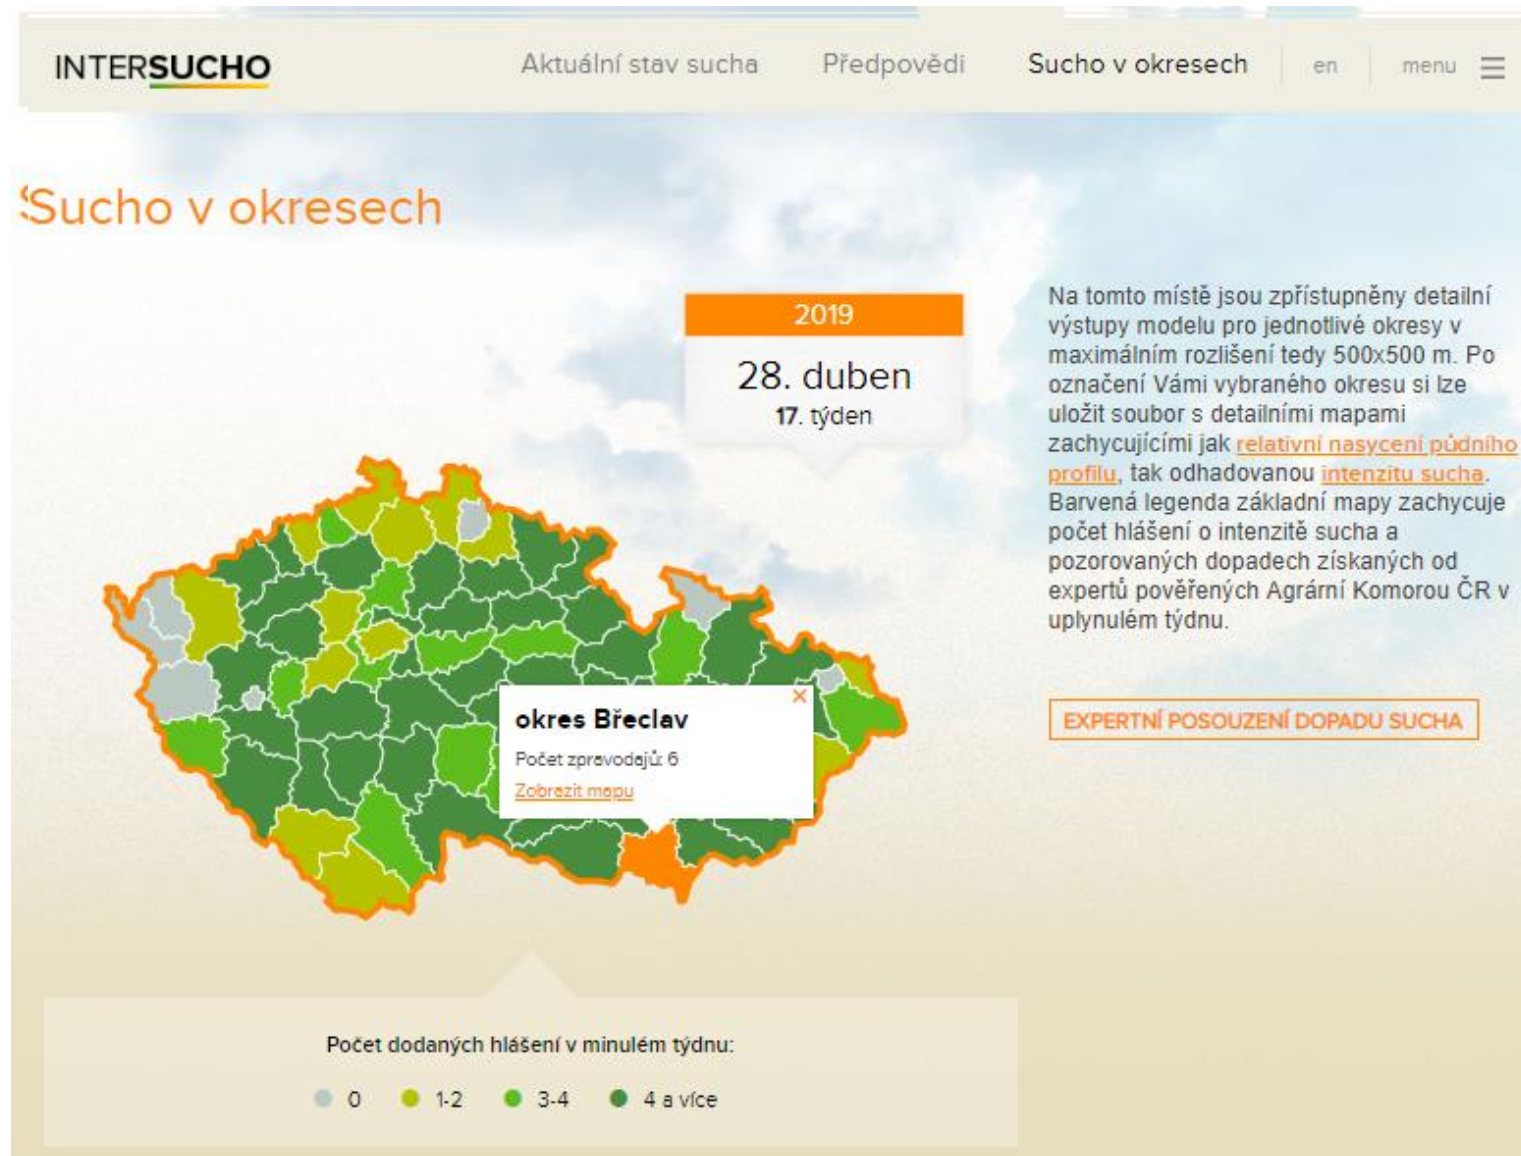 INTERSUCHO
Aktuální stav sucha
Předpovědi
Sucho v okresech
en
menu
Sucho v okresech
2019
28. duben
17. týden
Na tomto místě jsou zpřístupněny detailní
výstupy modelu pro jednotlivé okresy v
maximálním rozlišení tedy 500x500 m. Po
označení Vámi vybraného okresu si lze
uložit soubor s detailními mapami
zachycujícími jak relativní nasycení půdního
profilu, tak odhadovanou intenzitu sucha.
Barvená legenda základní mapy zachycuje
počet hlášení o intenzitě sucha a
pozorovaných dopadech získaných od
expertů pověřených Agrární Komorou ČR v
uplynulém týdnu.
EXPERTNÍ POSOUZENÍ DOPADU SUCHA
okres Břeclav
Počet zpravodajů: 6
Zobrazit mapu
Počet dodaných hlášení v minulém týdnu:
0
1-2
3-4
4 a více